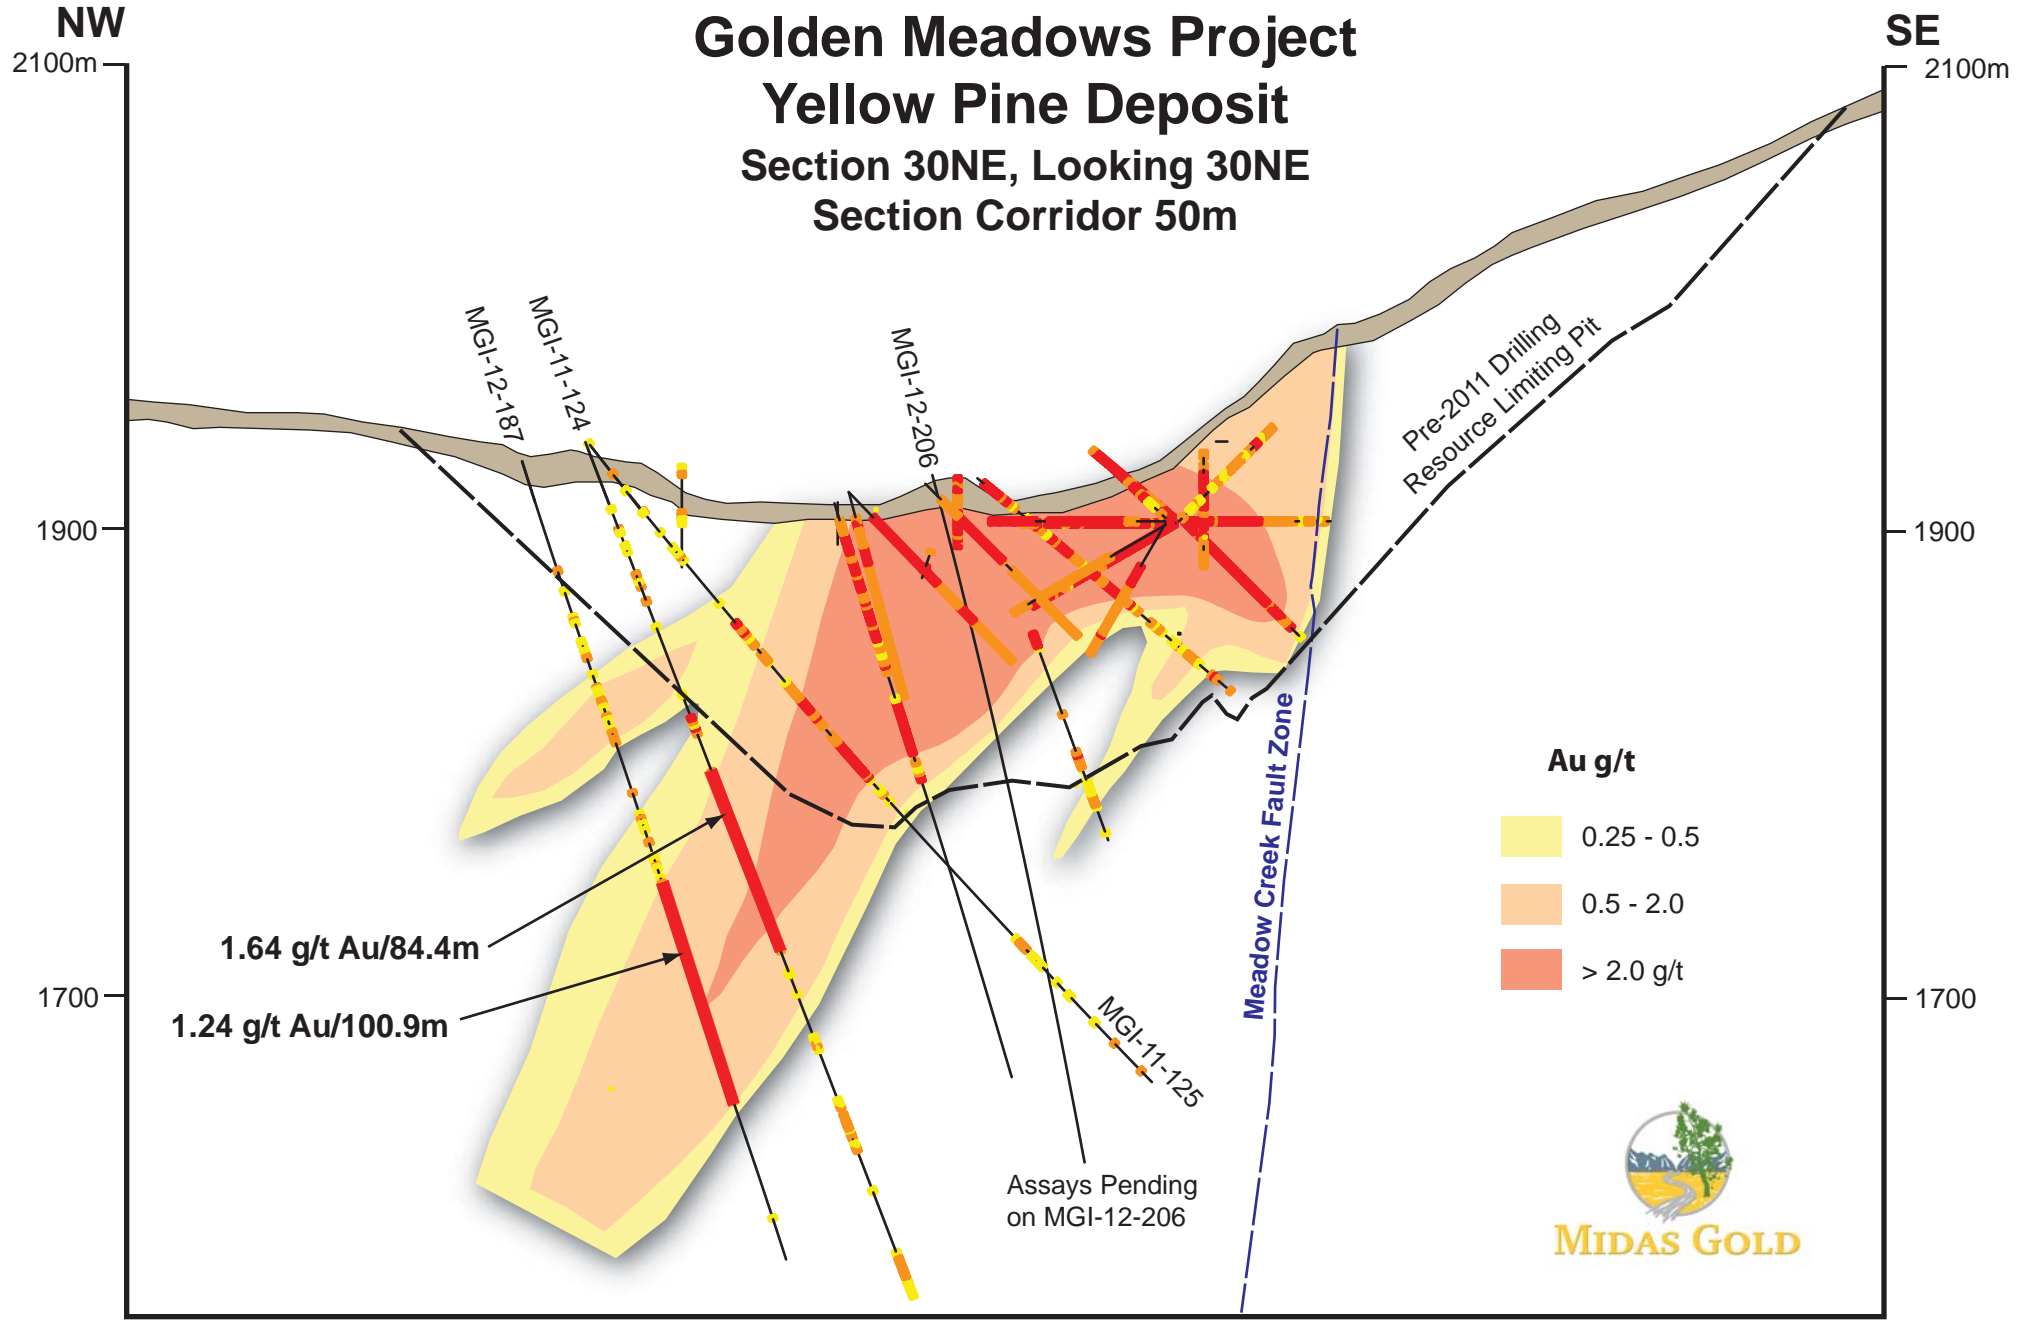 NW
Golden Meadows Project
SE
2100m
2100m
Yellow Pine Deposit
Section 30NE, Looking 30NE
Section Corridor 50m
MGI-12-187
MGI-11-124
MGI-12-206
Pre-2011 Drilling
Resource Limiting Pit
1900
1900
Meadow Creek Fault Zone
Au g/t
0.25 - 0.5
0.5 - 2.0
> 2.0 g/t
1.64 g/t Au/84.4m
1700
1700
1.24 g/t Au/100.9m
MGI-11-125
Assays Pending
on MGI-12-206
MIDAS GOLD